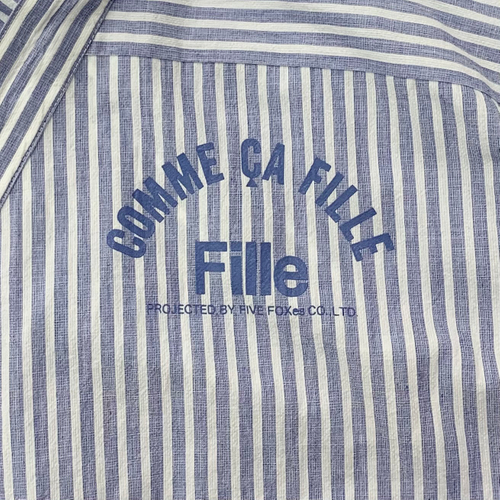 COMME ÇA FILLE
Fille
PROJECTED BY FIVE FOXes CO.,LTD.